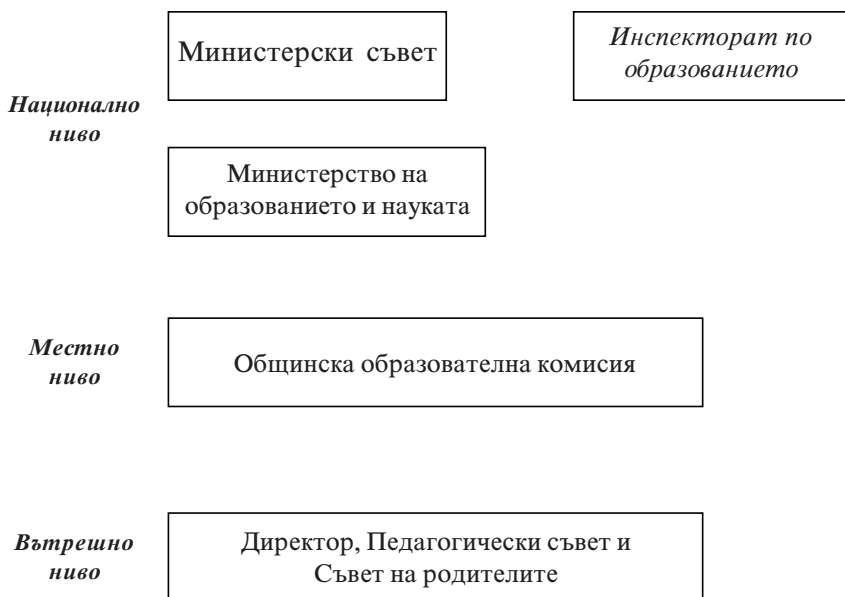 Министерски съвет
Инспекторат по
образованието
Национално
ниво
Министерство на
образованието и науката
Местно
ниво
Общинска образователна комисия
Вътрешно
ниво
Директор, Педагогически съвет и
Съвет на родителите